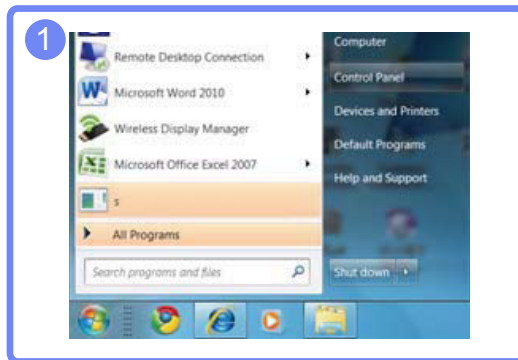 1
Remote Desktop Connection
Microsoft Word 2010
Wireless Display Manager
Microsoft Office Excel 2007
s
All Programs
Search programs and files
Computer
Control Panel
Devices and Printers
Default Programs
Help and Support
Shut down